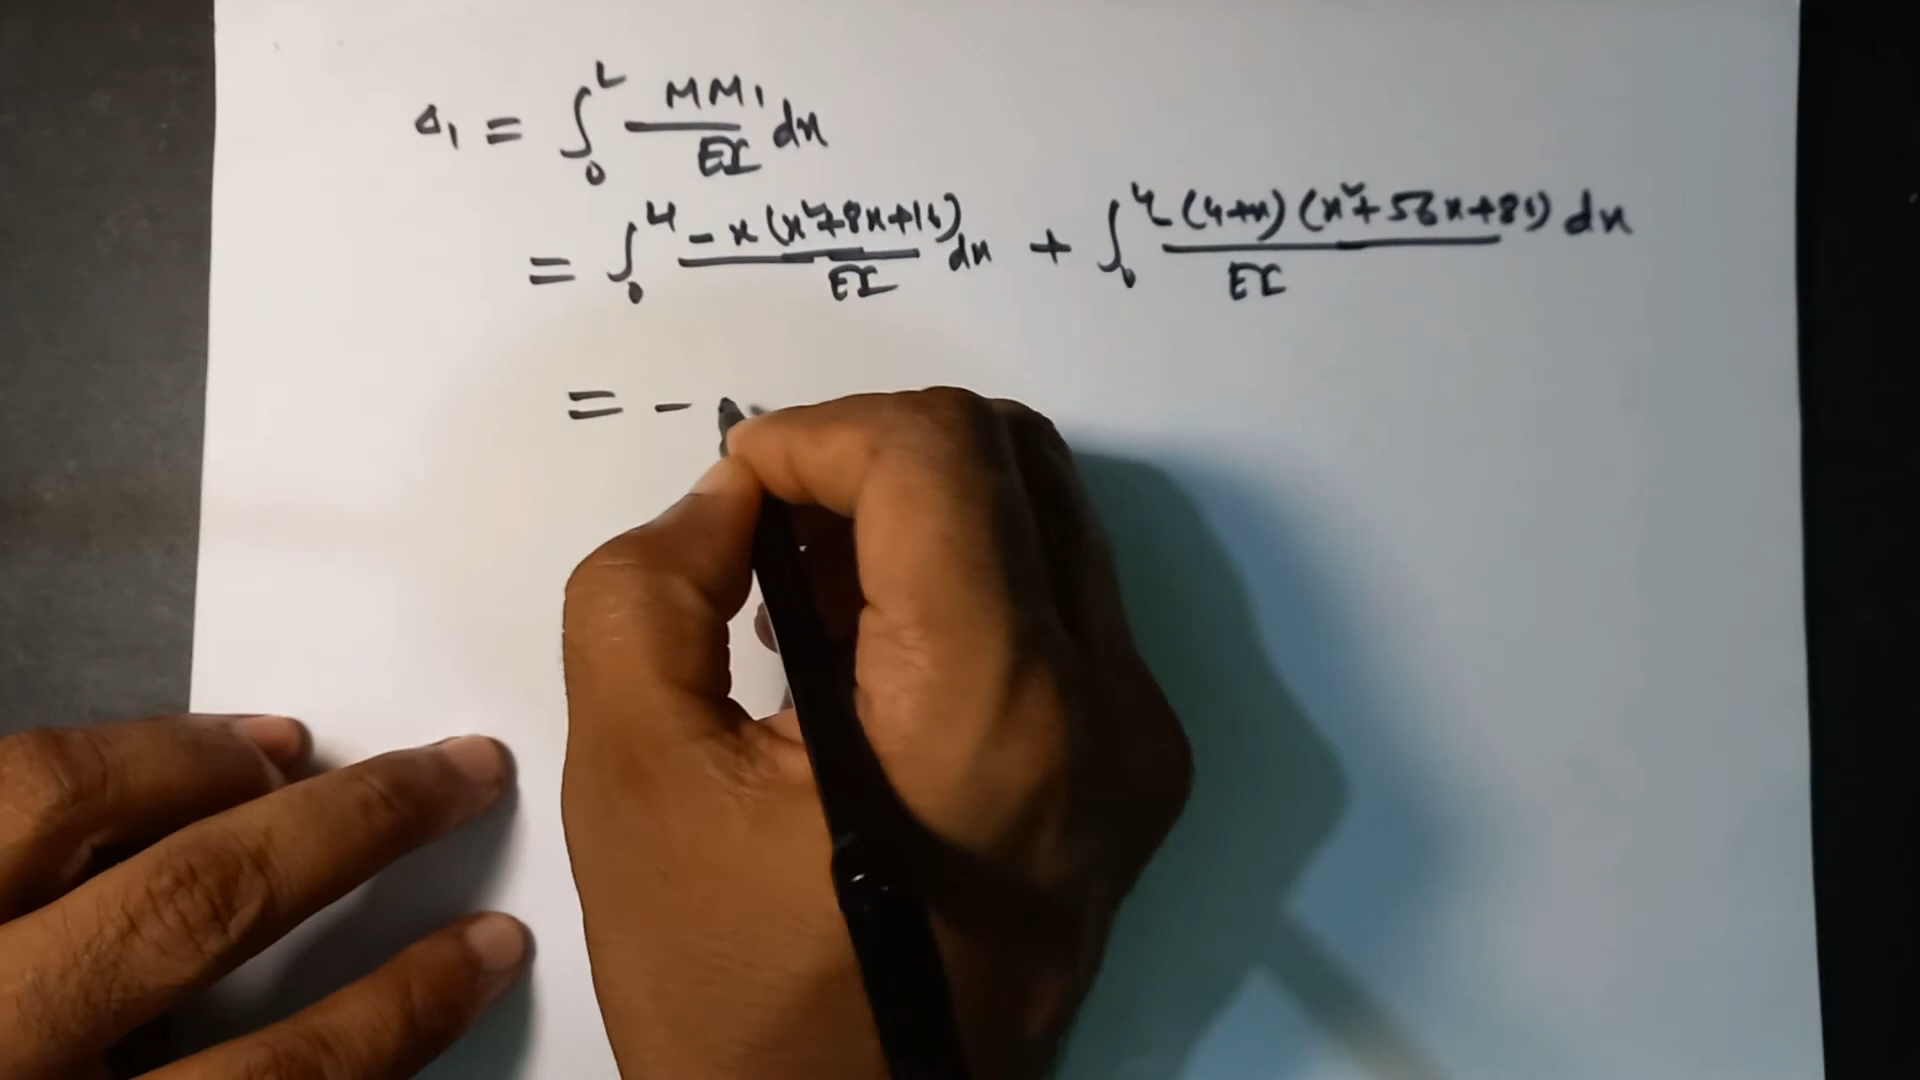 Δ₁ = ∫₀ᴸ MM₁/EI dx
= ∫₀⁴ -x(x²+8x+16)/EI dx + ∫₀⁴ (4+x)(x²+56x+81)/EI dx
= -